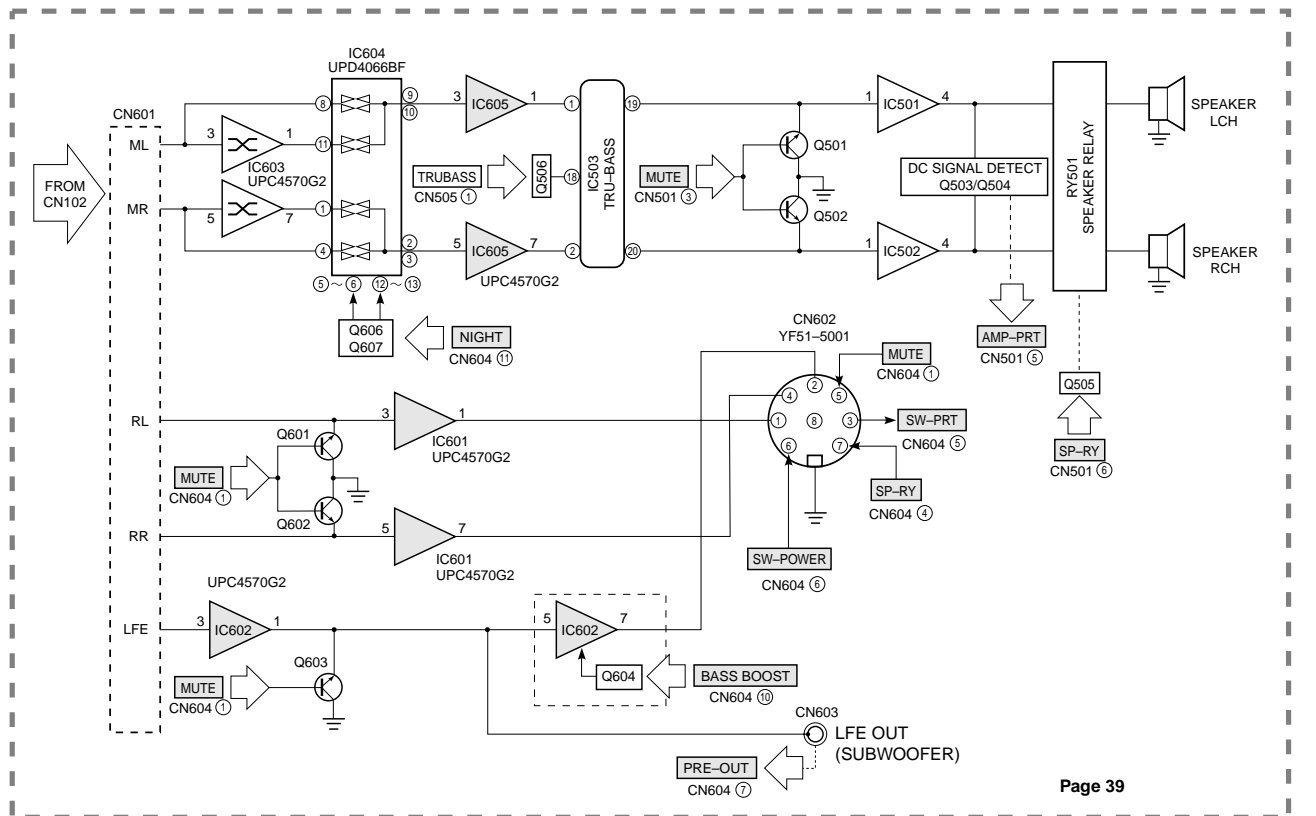 IC604
UPD4066BF
CN601
ML
MR
FROM
CN102
3
1
IC603
UPC4570G2
5
7
8
11
1
4
9
10
2
3
5 ~ 6
12 ~ 13
Q606
Q607
NIGHT
CN604 11
3
IC605
1
5
IC605
7
UPC4570G2
TRUBASS
CN505 1
Q506
1
18
2
IC503
TRU–BASS
19
20
MUTE
CN501 3
Q501
Q502
1
IC501
4
1
IC502
4
DC SIGNAL DETECT
Q503/Q504
AMP–PRT
CN501 5
RY501
SPEAKER RELAY
Q505
SP–RY
CN501 6
SPEAKER
LCH
SPEAKER
RCH
RL
RR
Q601
Q602
MUTE
CN604 1
3
1
IC601
UPC4570G2
5
7
IC601
UPC4570G2
CN602
YF51–5001
2
4
5
1
8
3
6
7
MUTE
CN604 1
SW–PRT
CN604 5
SP–RY
CN604 4
SW–POWER
CN604 6
UPC4570G2
LFE
3
IC602
1
Q603
MUTE
CN604 1
5
IC602
7
Q604
BASS BOOST
CN604 10
CN603
LFE OUT
(SUBWOOFER)
PRE–OUT
CN604 7
Page 39